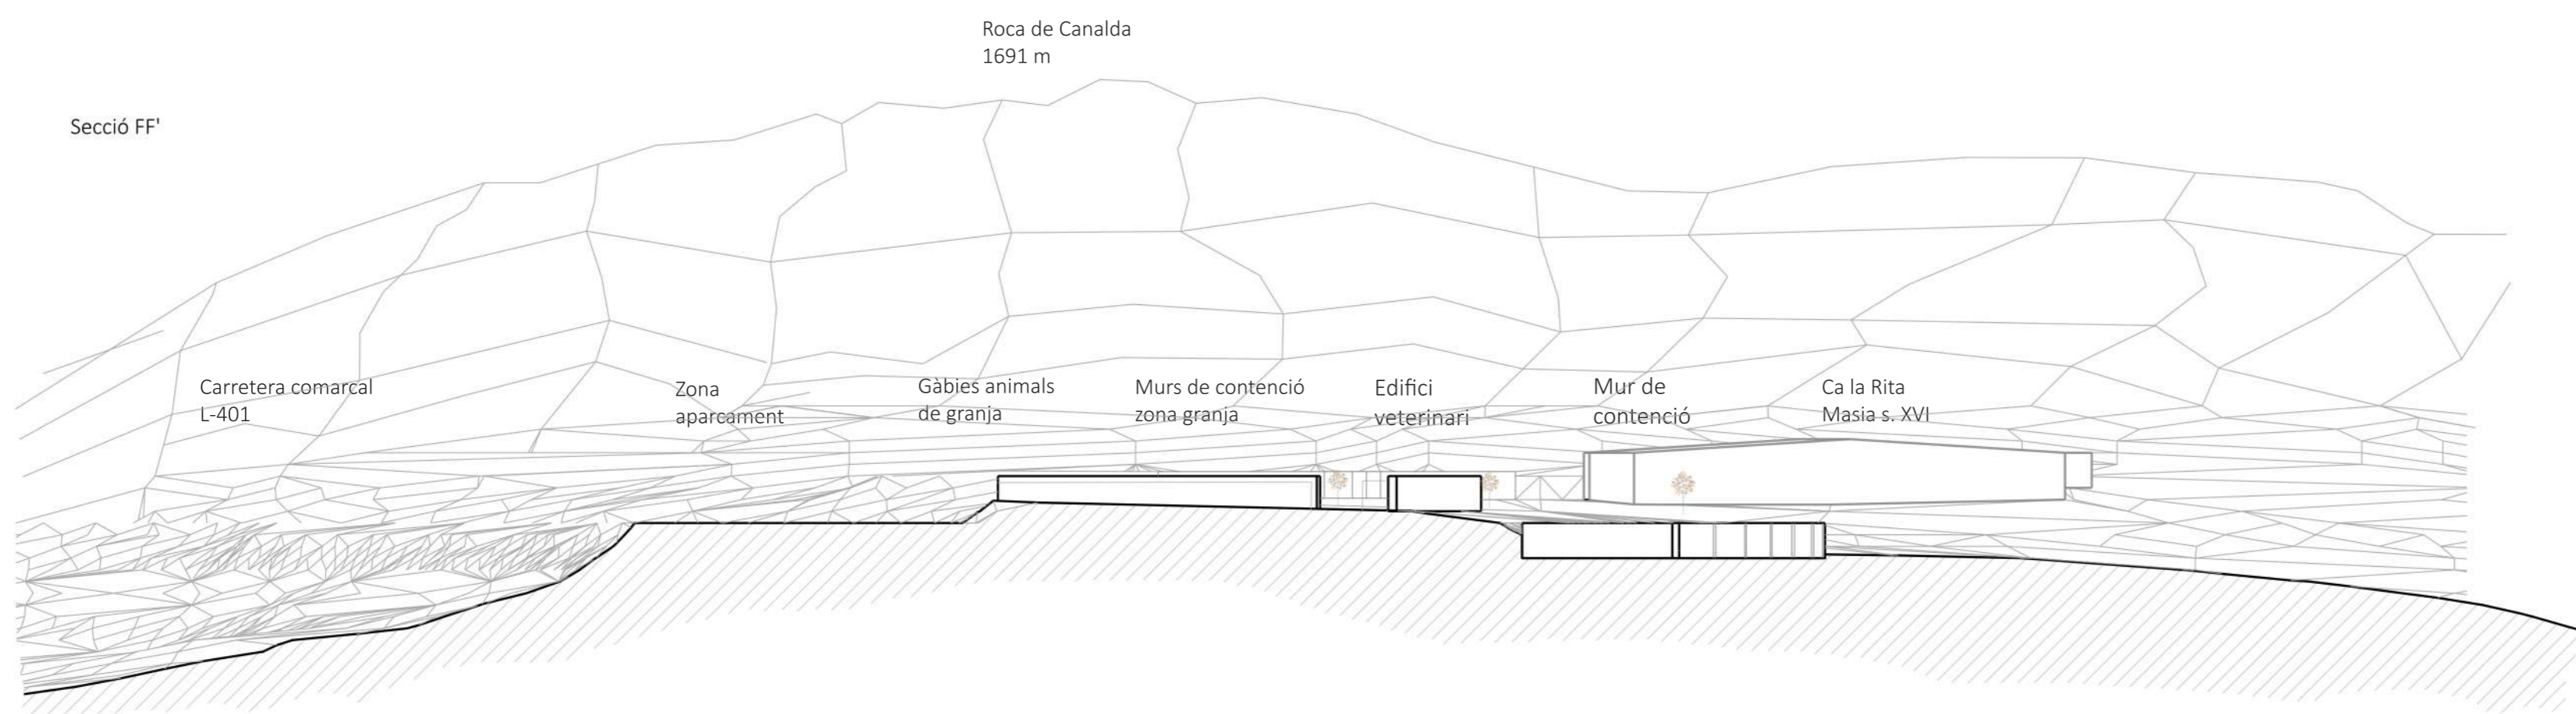 Roca de Canalda
1691 m
Secció FF'
Carretera comarcal
L-401
Zona
aparcament
Gàbies animals
de granja
Murs de contenció
zona granja
Edifici
veterinari
Mur de
contenció
Ca la Rita
Masia s. XVI